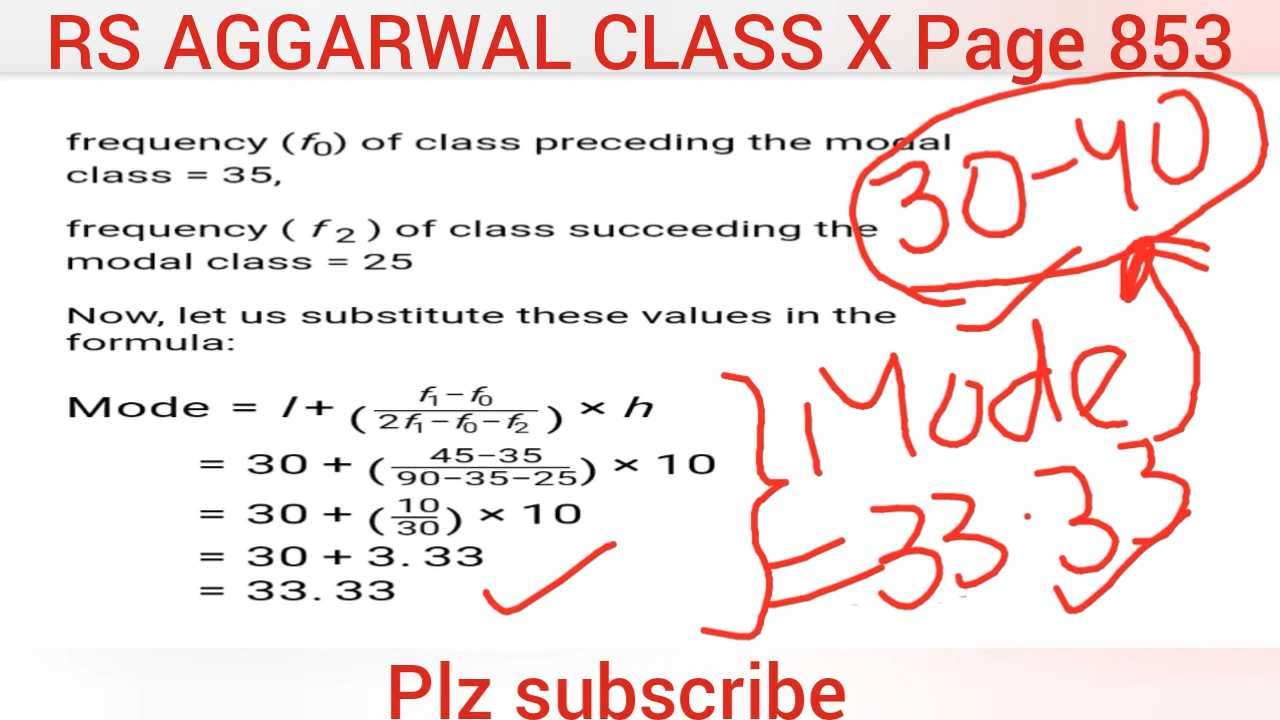 RS AGGARWAL CLASS X Page 853
frequency (f₀) of class preceding the modal
class = 35,
frequency ( f₂ ) of class succeeding the
modal class = 25
Now, let us substitute these values in the
formula:
Mode = l + ( (f₁ − f₀) / (2f₁ − f₀ − f₂) ) × h
= 30 + ( (45−35) / (90−35−25) ) × 10
= 30 + ( 10/30 ) × 10
= 30 + 3.33
= 33.33
30-40
Mode
= 33.33
Plz subscribe